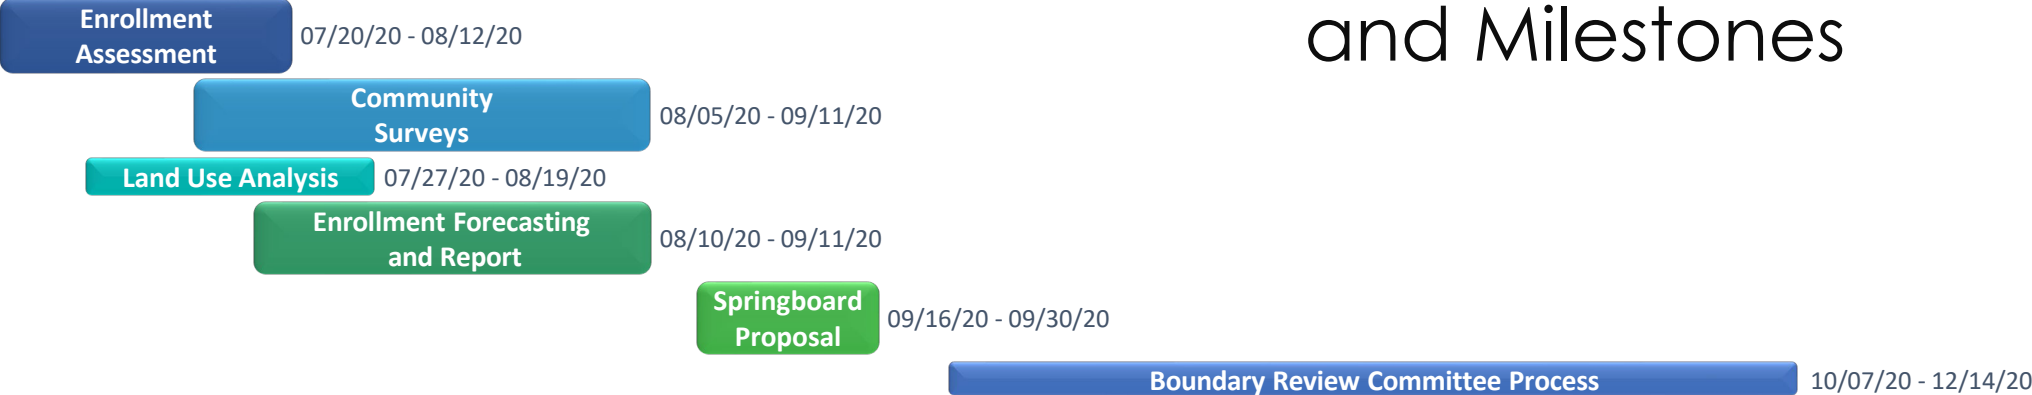 and Milestones
Enrollment
Assessment
07/20/20 - 08/12/20
Community
Surveys
08/05/20 - 09/11/20
Land Use Analysis
07/27/20 - 08/19/20
Enrollment Forecasting
and Report
08/10/20 - 09/11/20
Springboard
Proposal
09/16/20 - 09/30/20
Boundary Review Committee Process
10/07/20 - 12/14/20